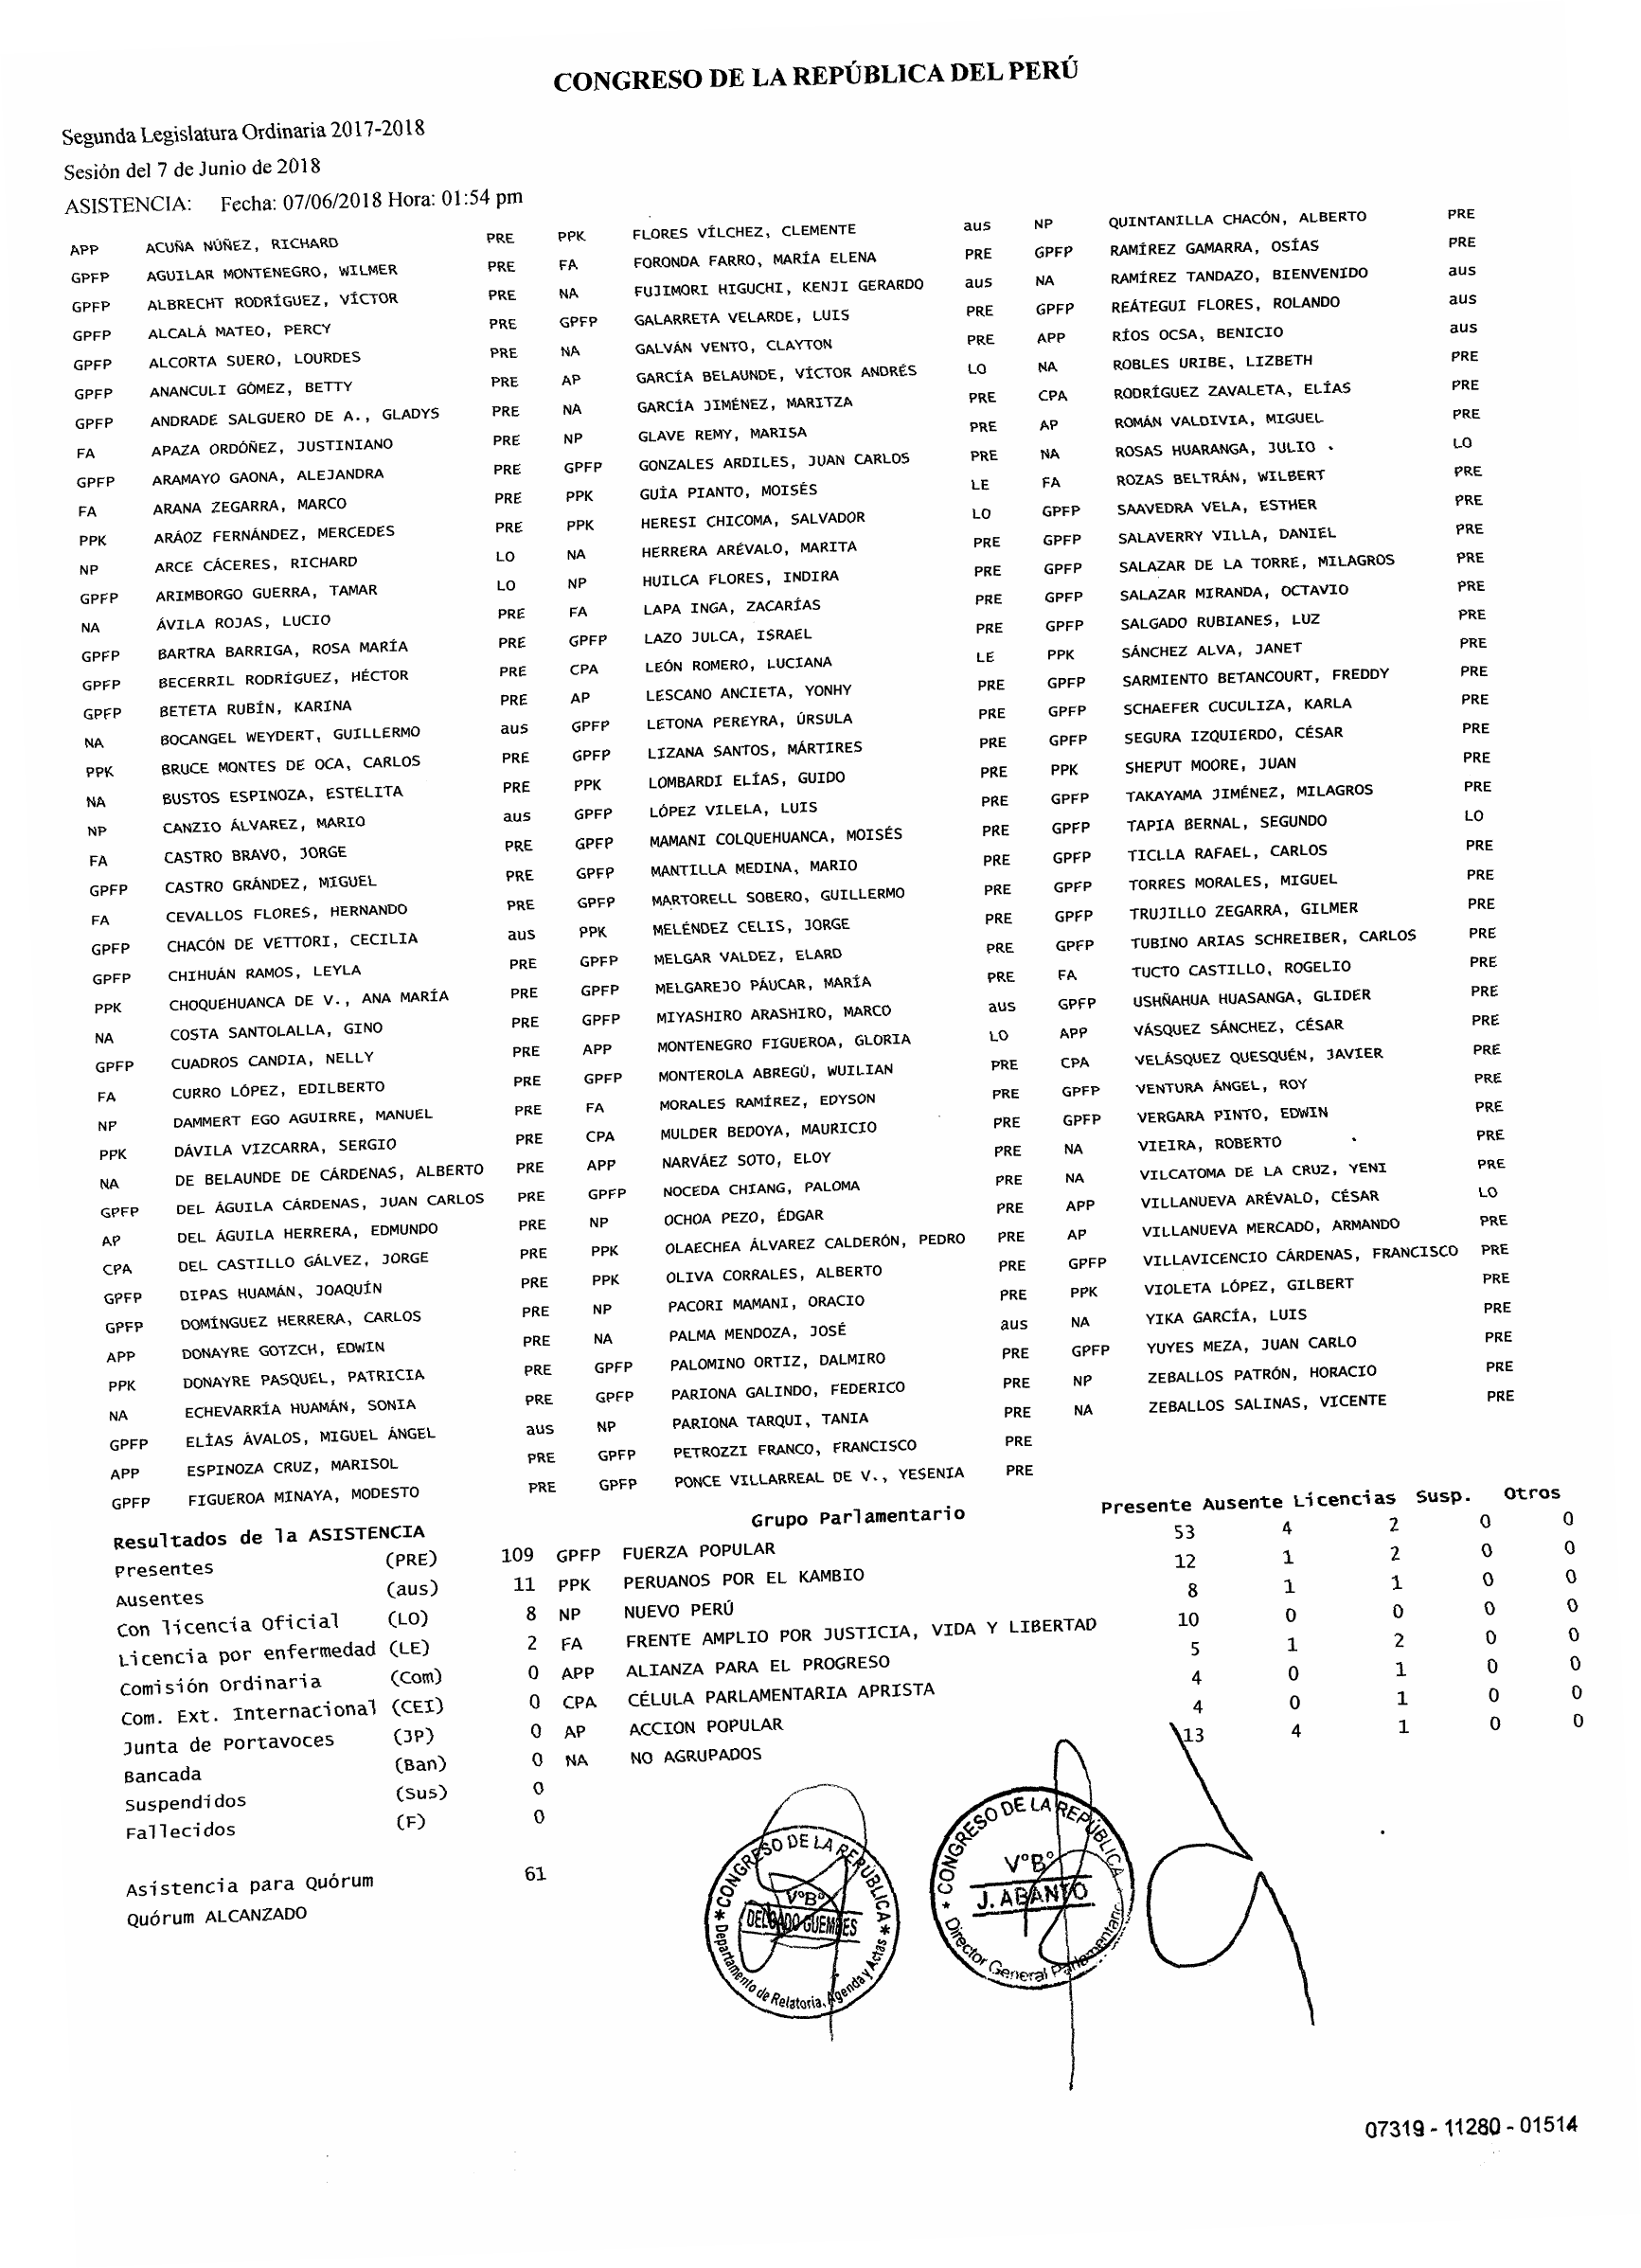 CONGRESO DE LA REPÚBLICA DEL PERÚ
Segunda Legislatura Ordinaria 2017-2018
Sesión del 7 de Junio de 2018
ASISTENCIA: Fecha: 07/06/2018 Hora: 01:54 pm
APP ACUÑA NÚÑEZ, RICHARD PRE PPK FLORES VÍLCHEZ, CLEMENTE aus NP QUINTANILLA CHACÓN, ALBERTO PRE
GPFP AGUILAR MONTENEGRO, WILMER PRE FA FORONDA FARRO, MARÍA ELENA PRE GPFP RAMÍREZ GAMARRA, OSÍAS PRE
GPFP ALBRECHT RODRÍGUEZ, VÍCTOR PRE NA FUJIMORI HIGUCHI, KENJI GERARDO aus NA RAMÍREZ TANDAZO, BIENVENIDO aus
GPFP ALCALÁ MATEO, PERCY PRE GPFP GALARRETA VELARDE, LUIS PRE GPFP REÁTEGUI FLORES, ROLANDO aus
GPFP ALCORTA SUERO, LOURDES PRE NA GALVÁN VENTO, CLAYTON PRE APP RÍOS OCSA, BENICIO aus
GPFP ANANCULI GÓMEZ, BETTY PRE AP GARCÍA BELAUNDE, VÍCTOR ANDRÉS LO NA ROBLES URIBE, LIZBETH PRE
GPFP ANDRADE SALGUERO DE A., GLADYS PRE NA GARCÍA JIMÉNEZ, MARITZA PRE CPA RODRÍGUEZ ZAVALETA, ELÍAS PRE
FA APAZA ORDÓÑEZ, JUSTINIANO PRE NP GLAVE REMY, MARISA PRE AP ROMÁN VALDIVIA, MIGUEL PRE
GPFP ARAMAYO GAONA, ALEJANDRA PRE GPFP GONZALES ARDILES, JUAN CARLOS PRE NA ROSAS HUARANGA, JULIO LO
FA ARANA ZEGARRA, MARCO PRE PPK GUÍA PIANTO, MOISÉS LE FA ROZAS BELTRÁN, WILBERT PRE
PPK ARÁOZ FERNÁNDEZ, MERCEDES PRE PPK HERESI CHICOMA, SALVADOR LO GPFP SAAVEDRA VELA, ESTHER PRE
NP ARCE CÁCERES, RICHARD LO NA HERRERA ARÉVALO, MARITA PRE GPFP SALAVERRY VILLA, DANIEL PRE
GPFP ARIMBORGO GUERRA, TAMAR LO NP HUILCA FLORES, INDIRA PRE GPFP SALAZAR DE LA TORRE, MILAGROS PRE
NA ÁVILA ROJAS, LUCIO PRE FA LAPA INGA, ZACARÍAS PRE GPFP SALAZAR MIRANDA, OCTAVIO PRE
GPFP BARTRA BARRIGA, ROSA MARÍA PRE GPFP LAZO JULCA, ISRAEL PRE GPFP SALGADO RUBIANES, LUZ PRE
GPFP BECERRIL RODRÍGUEZ, HÉCTOR PRE CPA LEÓN ROMERO, LUCIANA LE PPK SÁNCHEZ ALVA, JANET PRE
GPFP BETETA RUBÍN, KARINA PRE AP LESCANO ANCIETA, YONHY PRE GPFP SARMIENTO BETANCOURT, FREDDY PRE
NA BOCANGEL WEYDERT, GUILLERMO aus GPFP LETONA PEREYRA, ÚRSULA PRE GPFP SCHAEFER CUCULIZA, KARLA PRE
PPK BRUCE MONTES DE OCA, CARLOS PRE GPFP LIZANA SANTOS, MÁRTIRES PRE GPFP SEGURA IZQUIERDO, CÉSAR PRE
NA BUSTOS ESPINOZA, ESTELITA PRE PPK LOMBARDI ELÍAS, GUIDO PRE PPK SHEPUT MOORE, JUAN PRE
NP CANZIO ÁLVAREZ, MARIO aus GPFP LÓPEZ VILELA, LUIS PRE GPFP TAKAYAMA JIMÉNEZ, MILAGROS PRE
FA CASTRO BRAVO, JORGE PRE GPFP MAMANI COLQUEHUANCA, MOISÉS PRE GPFP TAPIA BERNAL, SEGUNDO LO
GPFP CASTRO GRÁNDEZ, MIGUEL PRE GPFP MANTILLA MEDINA, MARIO PRE GPFP TICLLA RAFAEL, CARLOS PRE
FA CEVALLOS FLORES, HERNANDO PRE GPFP MARTORELL SOBERO, GUILLERMO PRE GPFP TORRES MORALES, MIGUEL PRE
GPFP CHACÓN DE VETTORI, CECILIA aus PPK MELÉNDEZ CELIS, JORGE PRE GPFP TRUJILLO ZEGARRA, GILMER PRE
GPFP CHIHUÁN RAMOS, LEYLA PRE GPFP MELGAR VALDEZ, ELARD PRE GPFP TUBINO ARIAS SCHREIBER, CARLOS PRE
PPK CHOQUEHUANCA DE V., ANA MARÍA PRE GPFP MELGAREJO PÁUCAR, MARÍA PRE FA TUCTO CASTILLO, ROGELIO PRE
NA COSTA SANTOLALLA, GINO PRE GPFP MIYASHIRO ARASHIRO, MARCO aus GPFP USHÑAHUA HUASANGA, GLIDER PRE
GPFP CUADROS CANDIA, NELLY PRE APP MONTENEGRO FIGUEROA, GLORIA LO APP VÁSQUEZ SÁNCHEZ, CÉSAR PRE
FA CURRO LÓPEZ, EDILBERTO PRE GPFP MONTEROLA ABREGÚ, WUILIAN PRE CPA VELÁSQUEZ QUESQUÉN, JAVIER PRE
NP DAMMERT EGO AGUIRRE, MANUEL PRE FA MORALES RAMÍREZ, EDYSON PRE GPFP VENTURA ÁNGEL, ROY PRE
PPK DÁVILA VIZCARRA, SERGIO PRE CPA MULDER BEDOYA, MAURICIO PRE GPFP VERGARA PINTO, EDWIN PRE
NA DE BELAUNDE DE CÁRDENAS, ALBERTO PRE APP NARVÁEZ SOTO, ELOY PRE NA VIEIRA, ROBERTO PRE
GPFP DEL ÁGUILA CÁRDENAS, JUAN CARLOS PRE GPFP NOCEDA CHIANG, PALOMA PRE NA VILCATOMA DE LA CRUZ, YENI PRE
AP DEL ÁGUILA HERRERA, EDMUNDO PRE NP OCHOA PEZO, ÉDGAR PRE APP VILLANUEVA ARÉVALO, CÉSAR LO
CPA DEL CASTILLO GÁLVEZ, JORGE PRE PPK OLAECHEA ÁLVAREZ CALDERÓN, PEDRO PRE AP VILLANUEVA MERCADO, ARMANDO PRE
GPFP DIPAS HUAMÁN, JOAQUÍN PRE PPK OLIVA CORRALES, ALBERTO PRE GPFP VILLAVICENCIO CÁRDENAS, FRANCISCO PRE
GPFP DOMÍNGUEZ HERRERA, CARLOS PRE NP PACORI MAMANI, ORACIO PRE PPK VIOLETA LÓPEZ, GILBERT PRE
APP DONAYRE GOTZCH, EDWIN PRE NA PALMA MENDOZA, JOSÉ aus NA YIKA GARCÍA, LUIS PRE
PPK DONAYRE PASQUEL, PATRICIA PRE GPFP PALOMINO ORTIZ, DALMIRO PRE GPFP YUYES MEZA, JUAN CARLO PRE
NA ECHEVARRÍA HUAMÁN, SONIA PRE GPFP PARIONA GALINDO, FEDERICO PRE NP ZEBALLOS PATRÓN, HORACIO PRE
GPFP ELÍAS ÁVALOS, MIGUEL ÁNGEL aus NP PARIONA TARQUI, TANIA PRE NA ZEBALLOS SALINAS, VICENTE PRE
APP ESPINOZA CRUZ, MARISOL PRE GPFP PETROZZI FRANCO, FRANCISCO PRE
GPFP FIGUEROA MINAYA, MODESTO PRE GPFP PONCE VILLARREAL DE V., YESENIA PRE
Resultados de la ASISTENCIA Grupo Parlamentario Presente Ausente Licencias Susp. Otros
Presentes (PRE) 109 GPFP FUERZA POPULAR 53 4 2 0 0
Ausentes (aus) 11 PPK PERUANOS POR EL KAMBIO 12 1 2 0 0
Con licencia Oficial (LO) 8 NP NUEVO PERÚ 8 1 1 0 0
Licencia por enfermedad (LE) 2 FA FRENTE AMPLIO POR JUSTICIA, VIDA Y LIBERTAD 10 0 0 0 0
Comisión Ordinaria (Com) 0 APP ALIANZA PARA EL PROGRESO 5 1 2 0 0
Com. Ext. Internacional (CEI) 0 CPA CÉLULA PARLAMENTARIA APRISTA 4 0 1 0 0
Junta de Portavoces (JP) 0 AP ACCION POPULAR 4 0 1 0 0
Bancada (Ban) 0 NA NO AGRUPADOS 13 4 1 0 0
Suspendidos (Sus) 0
Fallecidos (F) 0
Asistencia para Quórum 61
Quórum ALCANZADO
CONGRESO DE LA REPÚBLICA
V°B°
DELGADO GUEMBES
Departamento de Relatoria, Agenda y Actas
CONGRESO DE LA REPÚBLICA
V°B°
J. ABANTO
Director General Parlamentario
07319 - 11280 - 01514